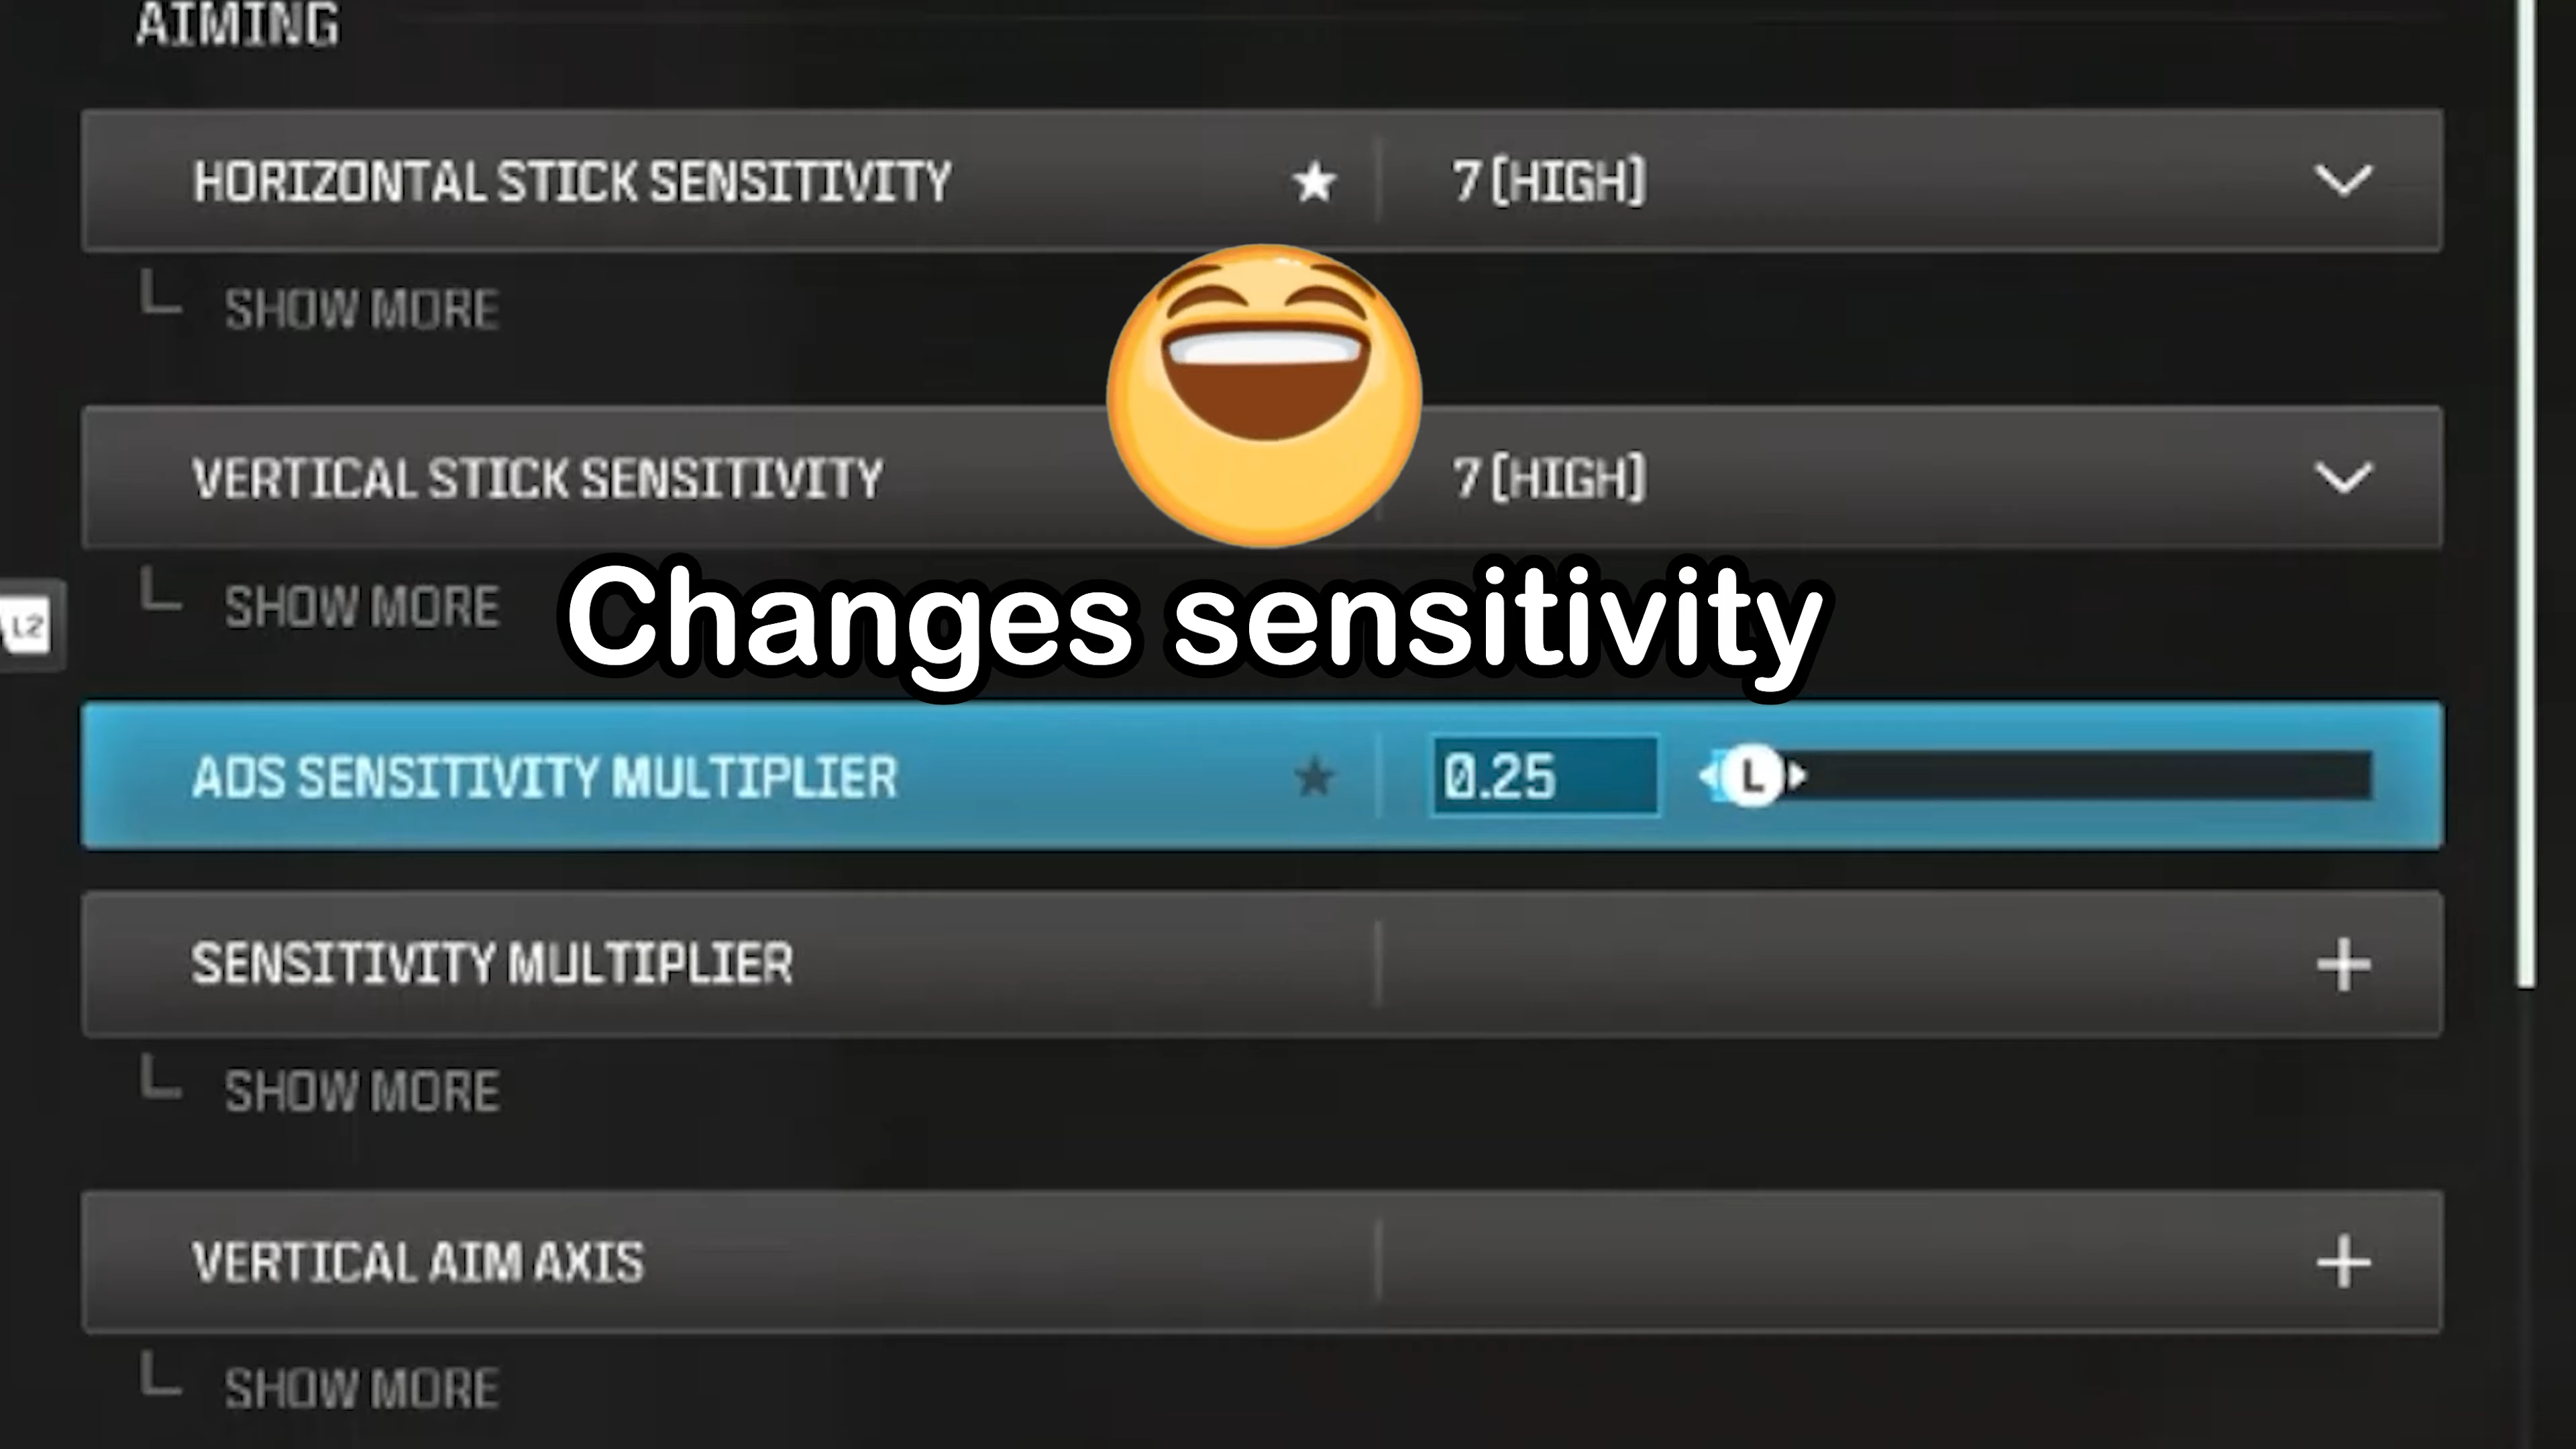 AIMING
HORIZONTAL STICK SENSITIVITY 7 [HIGH]
SHOW MORE
VERTICAL STICK SENSITIVITY 7 [HIGH]
SHOW MORE
Changes sensitivity
L2
ADS SENSITIVITY MULTIPLIER 0.25 L
SENSITIVITY MULTIPLIER
SHOW MORE
VERTICAL AIM AXIS
SHOW MORE